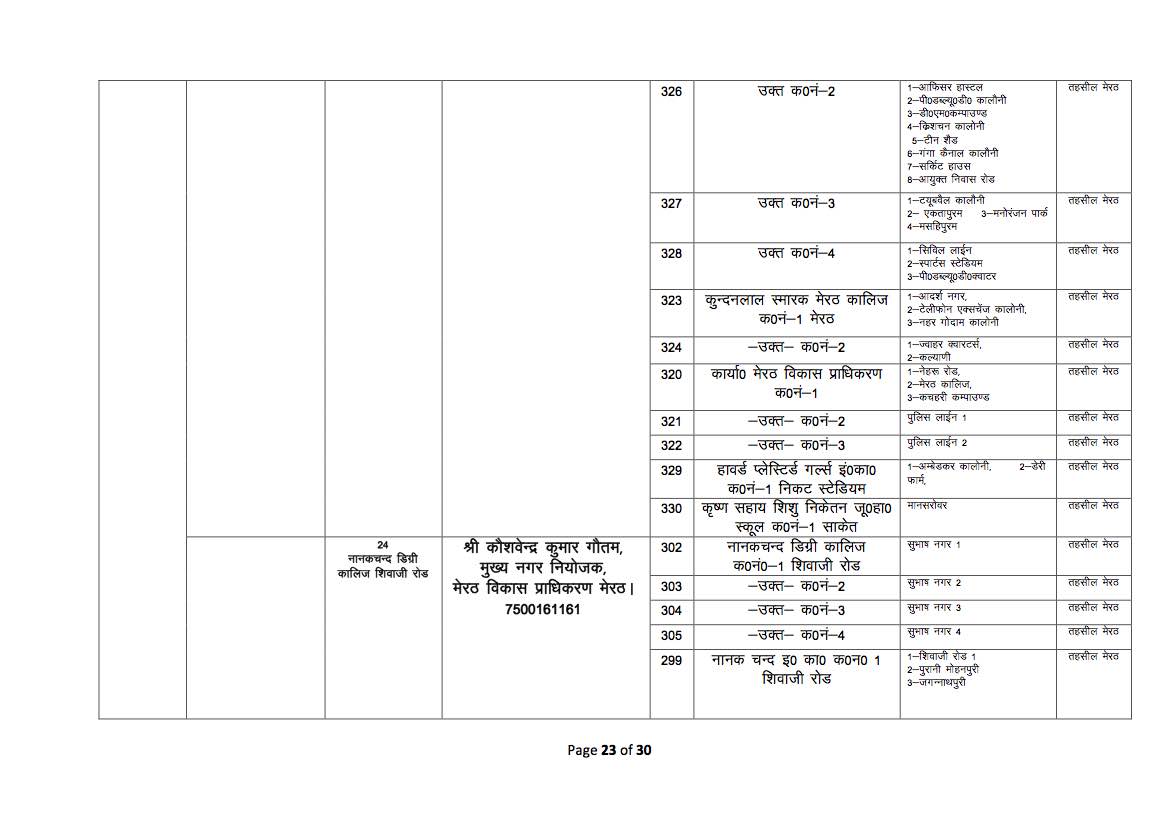 326 उक्त क0नं–2 1–आफिसर हास्टल तहसील मेरठ
2–पी0डब्ल्यू0डी0 कालौनी
3–डी0एम0कम्पाउण्ड
4–क्रिशचन कालोनी
5–टीन शैड
6–गंगा कैनाल कालौनी
7–सर्किट हाउस
8–आयुक्त निवास रोड
327 उक्त क0नं–3 1–टयूबवैल कालौनी तहसील मेरठ
2– एकतापुरम 3–मनोरंजन पार्क
4–मसहिपुरम
328 उक्त क0नं–4 1–सिविल लाईन तहसील मेरठ
2–स्पार्टस स्टेडियम
3–पी0डब्ल्यू0डी0क्वाटर
323 कुन्दनलाल स्मारक मेरठ कालिज 1–आदर्श नगर, तहसील मेरठ
क0नं–1 मेरठ 2–टेलीफोन एक्सचेंज कालोनी,
3–नहर गोदाम कालोनी
324 –उक्त– क0नं–2 1–ज्वाहर क्वारटर्स, तहसील मेरठ
2–कल्याणी
320 कार्या0 मेरठ विकास प्राधिकरण 1–नेहरू रोड, तहसील मेरठ
क0नं–1 2–मेरठ कालिज,
3–कचहरी कम्पाउण्ड
321 –उक्त– क0नं–2 पुलिस लाईन 1 तहसील मेरठ
322 –उक्त– क0नं–3 पुलिस लाईन 2 तहसील मेरठ
329 हावर्ड प्लेस्टिर्ड गर्ल्स इं0का0 1–अम्बेडकर कालोनी, 2–डेरी तहसील मेरठ
क0नं–1 निकट स्टेडियम फार्म,
330 कृष्ण सहाय शिशु निकेतन जू0हा0 मानसरोवर तहसील मेरठ
स्कूल क0नं–1 साकेत
24 श्री कौशवेन्द्र कुमार गौतम, 302 नानकचन्द डिग्री कालिज सुभाष नगर 1 तहसील मेरठ
नानकचन्द डिग्री मुख्य नगर नियोजक, क0नं0–1 शिवाजी रोड
कालिज शिवाजी रोड मेरठ विकास प्राधिकरण मेरठ। 303 –उक्त– क0नं–2 सुभाष नगर 2 तहसील मेरठ
7500161161 304 –उक्त– क0नं–3 सुभाष नगर 3 तहसील मेरठ
305 –उक्त– क0नं–4 सुभाष नगर 4 तहसील मेरठ
299 नानक चन्द इ0 का0 क0न0 1 1–शिवाजी रोड 1 तहसील मेरठ
शिवाजी रोड 2–पुरानी मोहनपुरी
3–जगन्नाथपुरी
Page 23 of 30